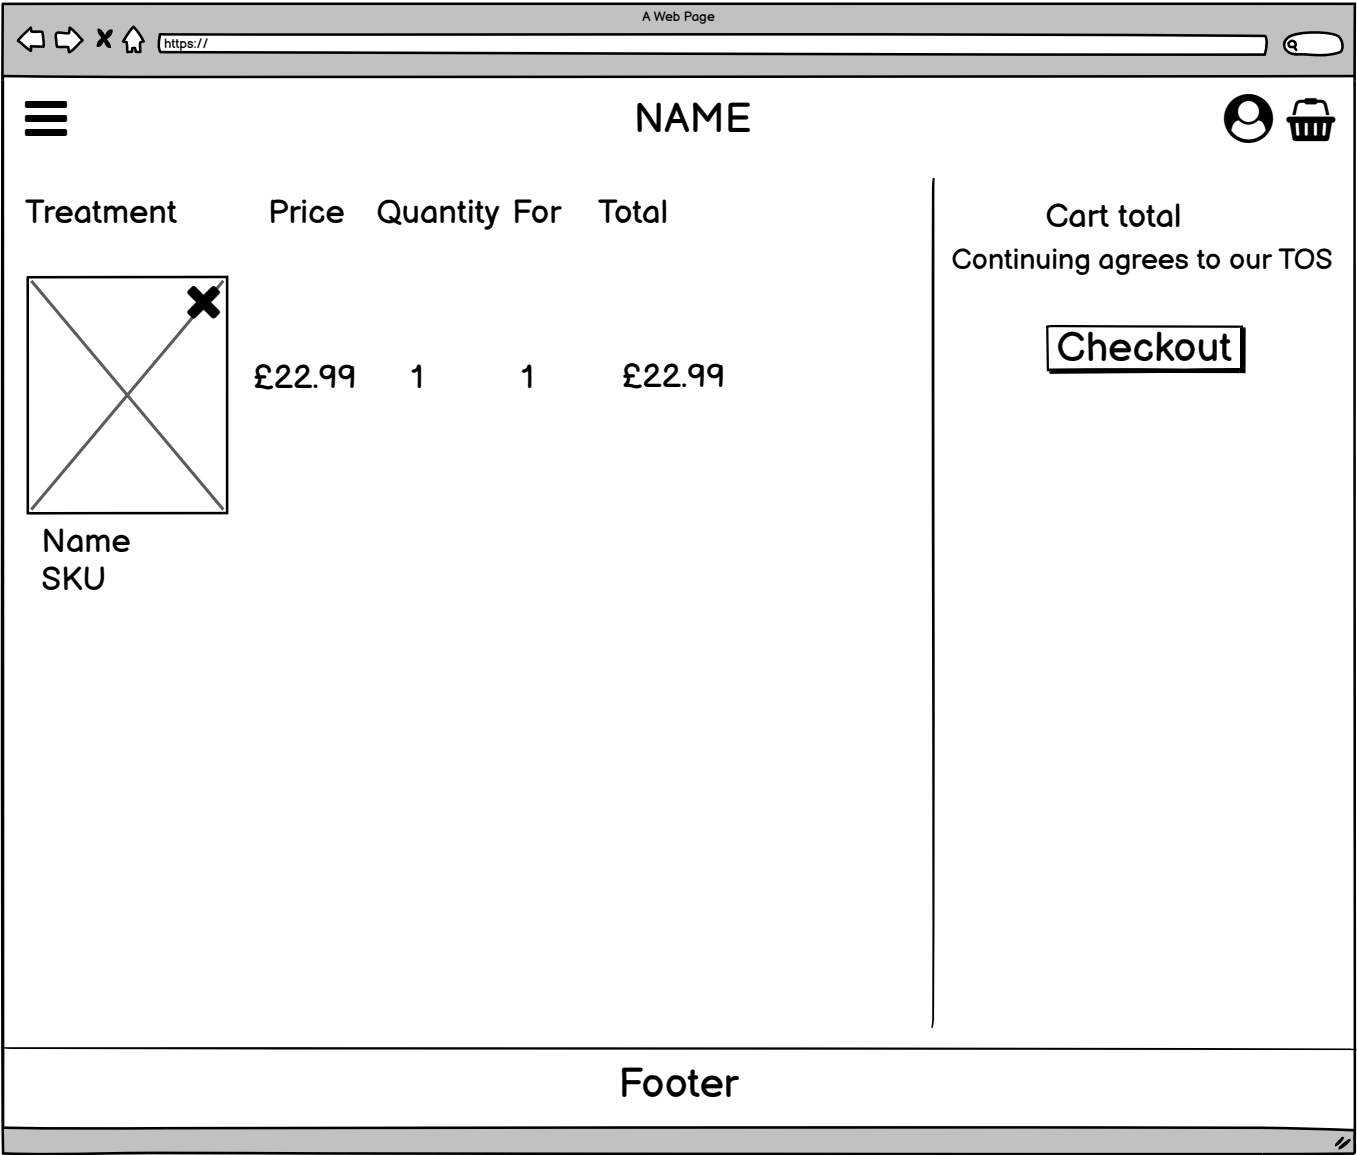 A Web Page
https://
NAME
Treatment Price Quantity For Total
Cart total
Continuing agrees to our TOS
Checkout
£22.99 1 1 £22.99
Name
SKU
Footer